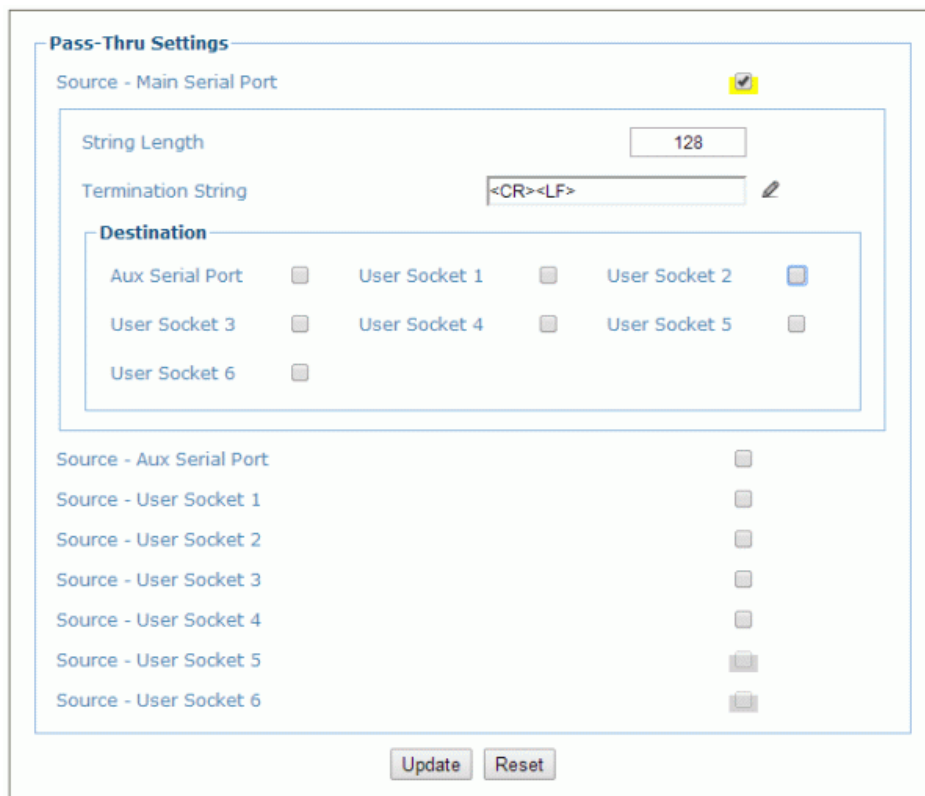 Pass-Thru Settings
Source - Main Serial Port
String Length 128
Termination String <CR><LF>
Destination
Aux Serial Port User Socket 1 User Socket 2
User Socket 3 User Socket 4 User Socket 5
User Socket 6
Source - Aux Serial Port
Source - User Socket 1
Source - User Socket 2
Source - User Socket 3
Source - User Socket 4
Source - User Socket 5
Source - User Socket 6
Update Reset